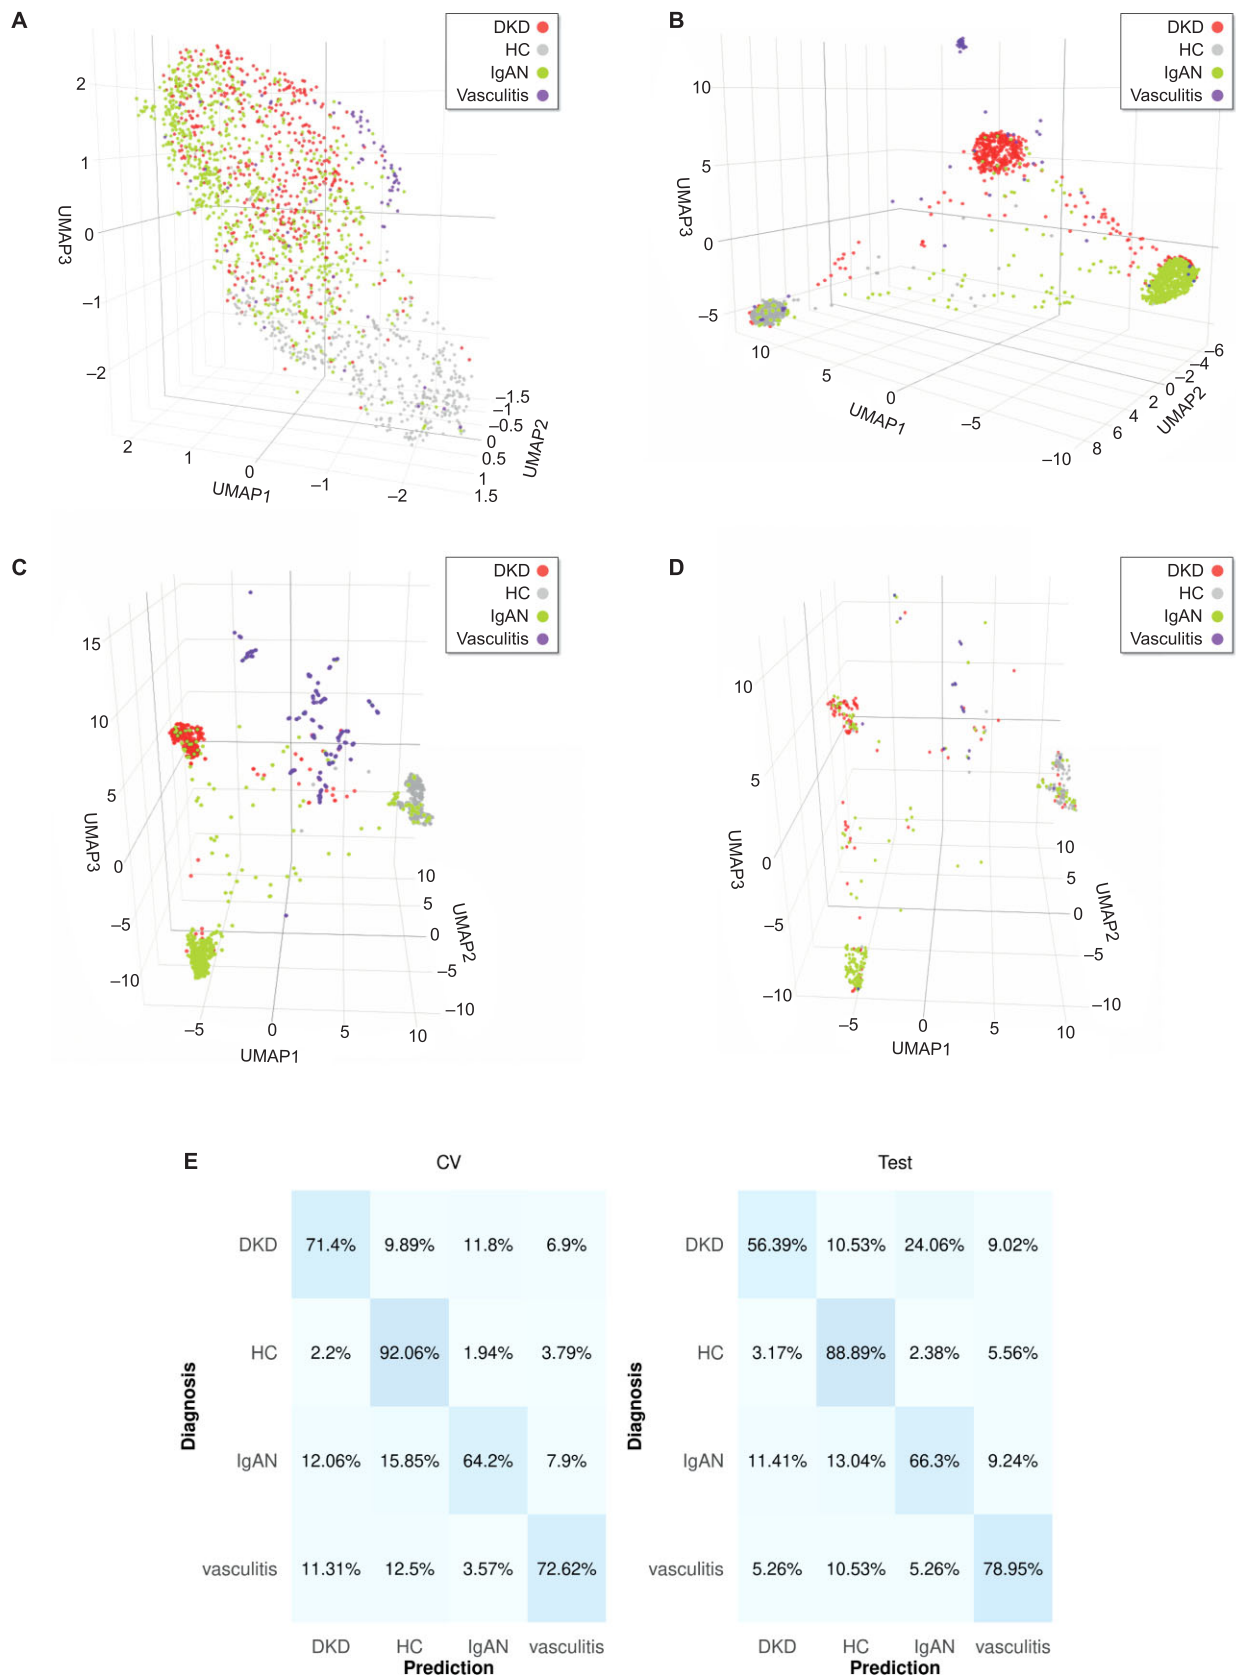 A
DKD
HC
IgAN
Vasculitis
2
1
0
–1
–2
UMAP3
2
1
0
–1
–2
UMAP1
–1.5
–1
–0.5
0
0.5
1
1.5
UMAP2
B
DKD
HC
IgAN
Vasculitis
10
5
0
–5
UMAP3
10
5
0
–5
–10
UMAP1
–6
–4
–2
0
2
4
6
8
UMAP2
C
DKD
HC
IgAN
Vasculitis
15
10
5
0
–5
–10
UMAP3
10
5
0
–5
–10
UMAP2
–5
0
5
10
UMAP1
D
DKD
HC
IgAN
Vasculitis
10
5
0
–5
–10
UMAP3
10
5
0
–5
–10
UMAP2
–5
0
5
10
UMAP1
E
CV
Diagnosis
DKD 71.4% 9.89% 11.8% 6.9%
HC 2.2% 92.06% 1.94% 3.79%
IgAN 12.06% 15.85% 64.2% 7.9%
vasculitis 11.31% 12.5% 3.57% 72.62%
DKD HC IgAN vasculitis
Prediction
Test
Diagnosis
DKD 56.39% 10.53% 24.06% 9.02%
HC 3.17% 88.89% 2.38% 5.56%
IgAN 11.41% 13.04% 66.3% 9.24%
vasculitis 5.26% 10.53% 5.26% 78.95%
DKD HC IgAN vasculitis
Prediction